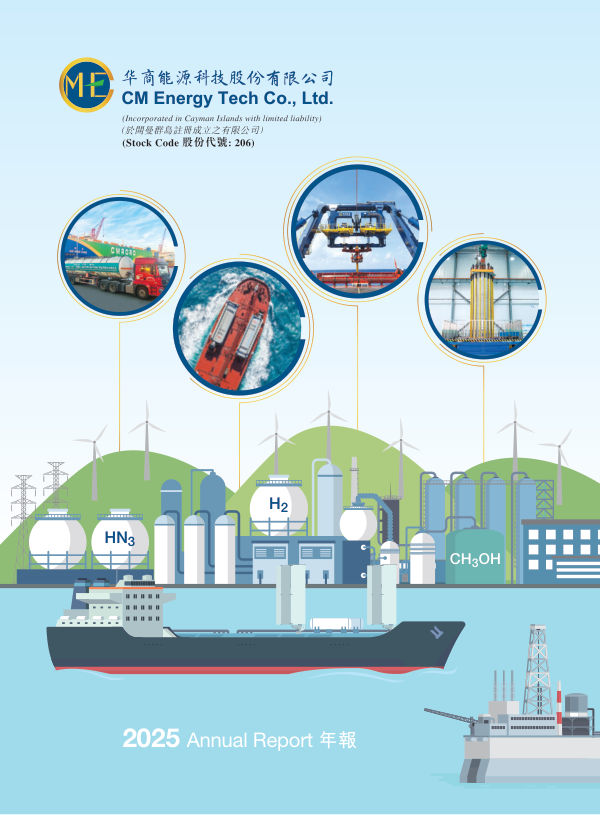 ME
华商能源科技股份有限公司
CM Energy Tech Co., Ltd.
(Incorporated in Cayman Islands with limited liability)
(於開曼群島註冊成立之有限公司)
(Stock Code 股份代號: 206)
CMBORO
H2
HN3
CH3OH
2025 Annual Report 年報